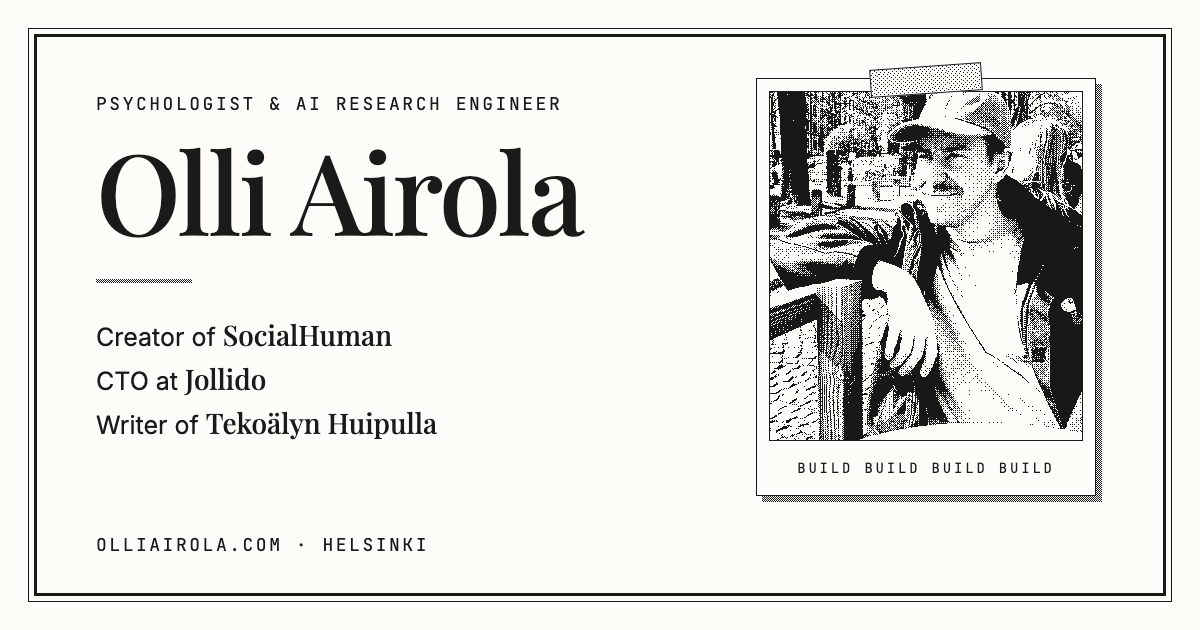 PSYCHOLOGIST & AI RESEARCH ENGINEER
Olli Airola
Creator of SocialHuman
CTO at Jollido
Writer of Tekoälyn Huipulla
BUILD BUILD BUILD BUILD
OLLIAIROLA.COM · HELSINKI